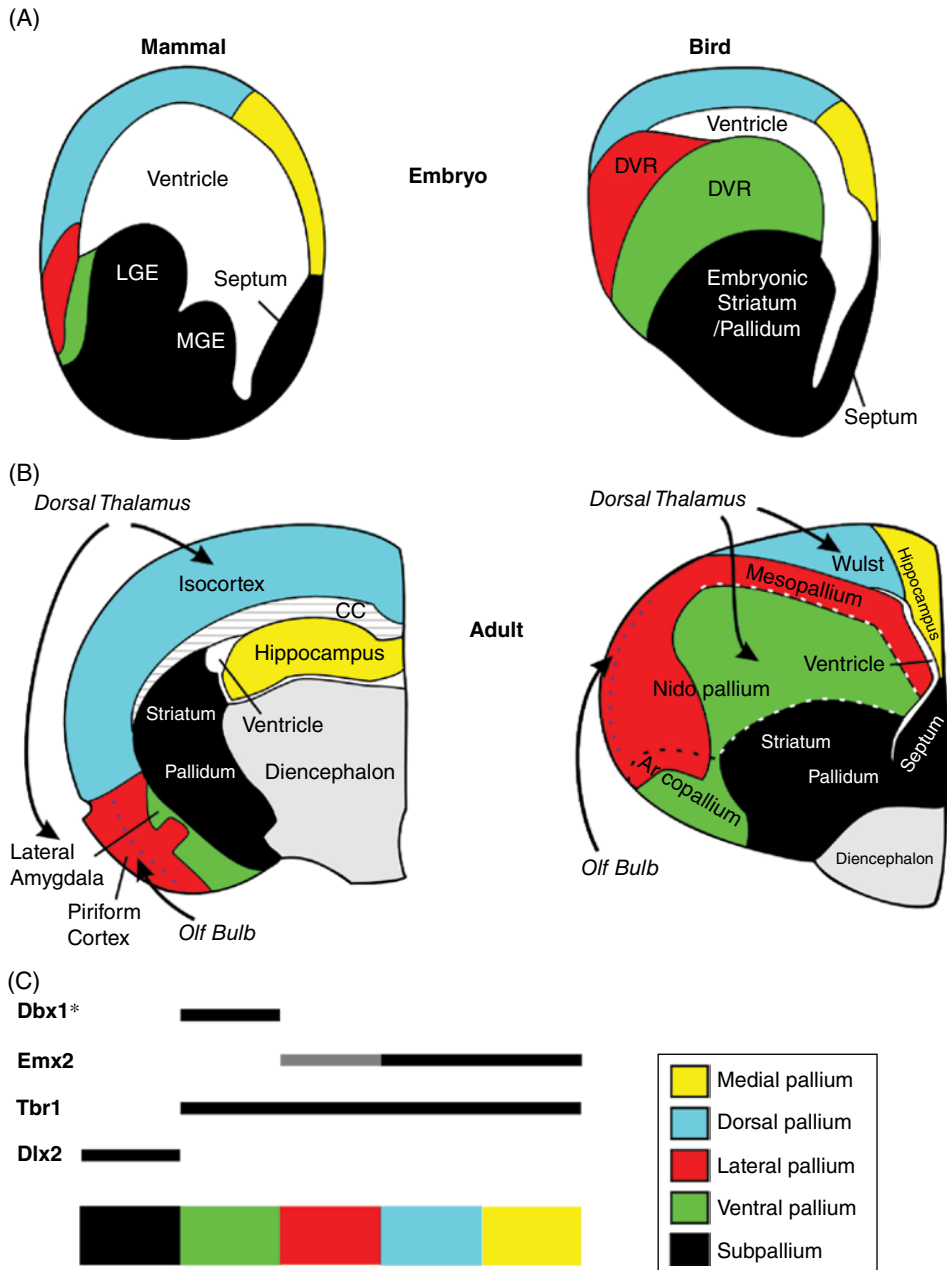 (A)
Mammal
Bird
Ventricle
Ventricle
DVR
DVR
Embryo
LGE
Septum
MGE
Embryonic
Striatum
/Pallidum
Septum
(B)
Dorsal Thalamus
Dorsal Thalamus
Isocortex
CC
Wulst
Hippocampus
Mesopallium
Adult
Hippocampus
Ventricle
Nido pallium
Striatum
Ventricle
Striatum
Septum
Pallidum
Diencephalon
Pallidum
Arcopallium
Lateral
Amygdala
Diencephalon
Olf Bulb
Piriform
Cortex
Olf Bulb
(C)
Dbx1*
Emx2
Tbr1
Dlx2
Medial pallium
Dorsal pallium
Lateral pallium
Ventral pallium
Subpallium